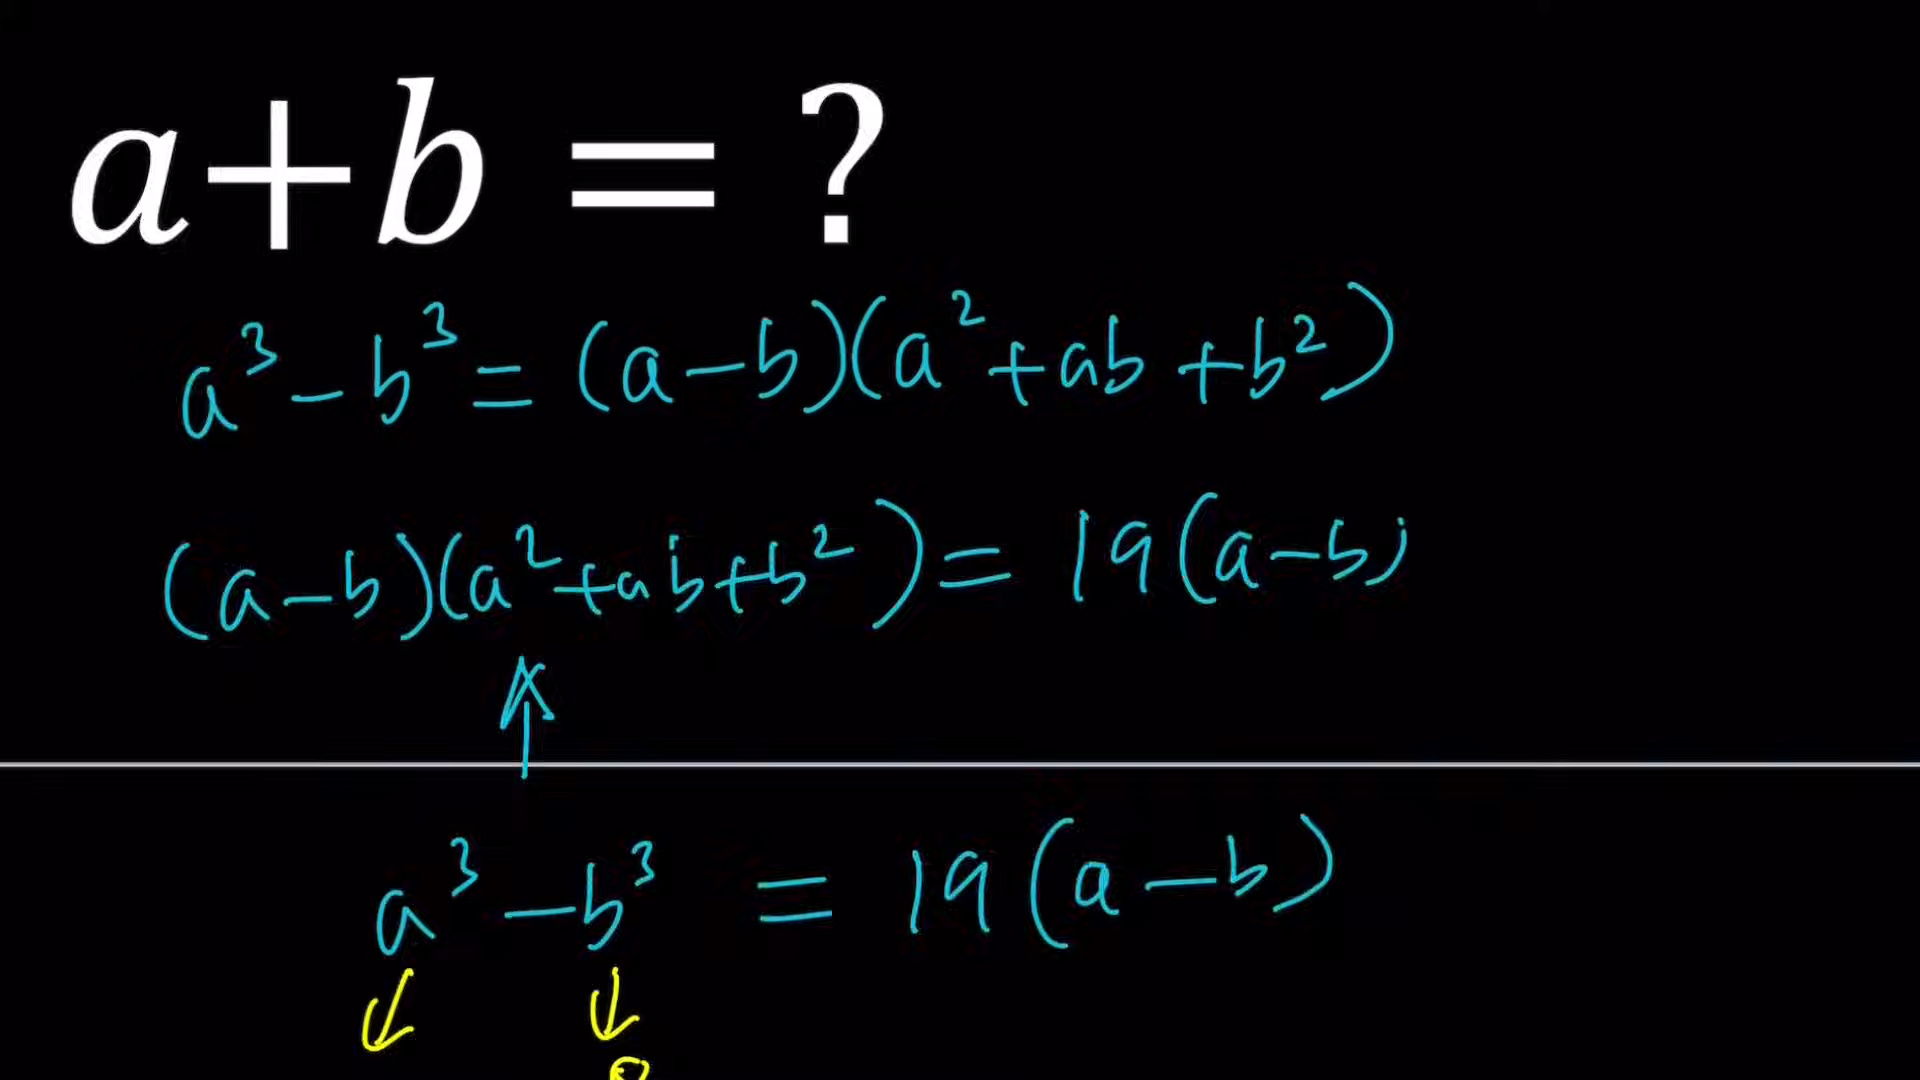 a+b = ?
a³ - b³ = (a-b)(a² + ab + b²)
(a-b)(a²+ab+b²) = 19(a-b)
a³ - b³ = 19(a-b)